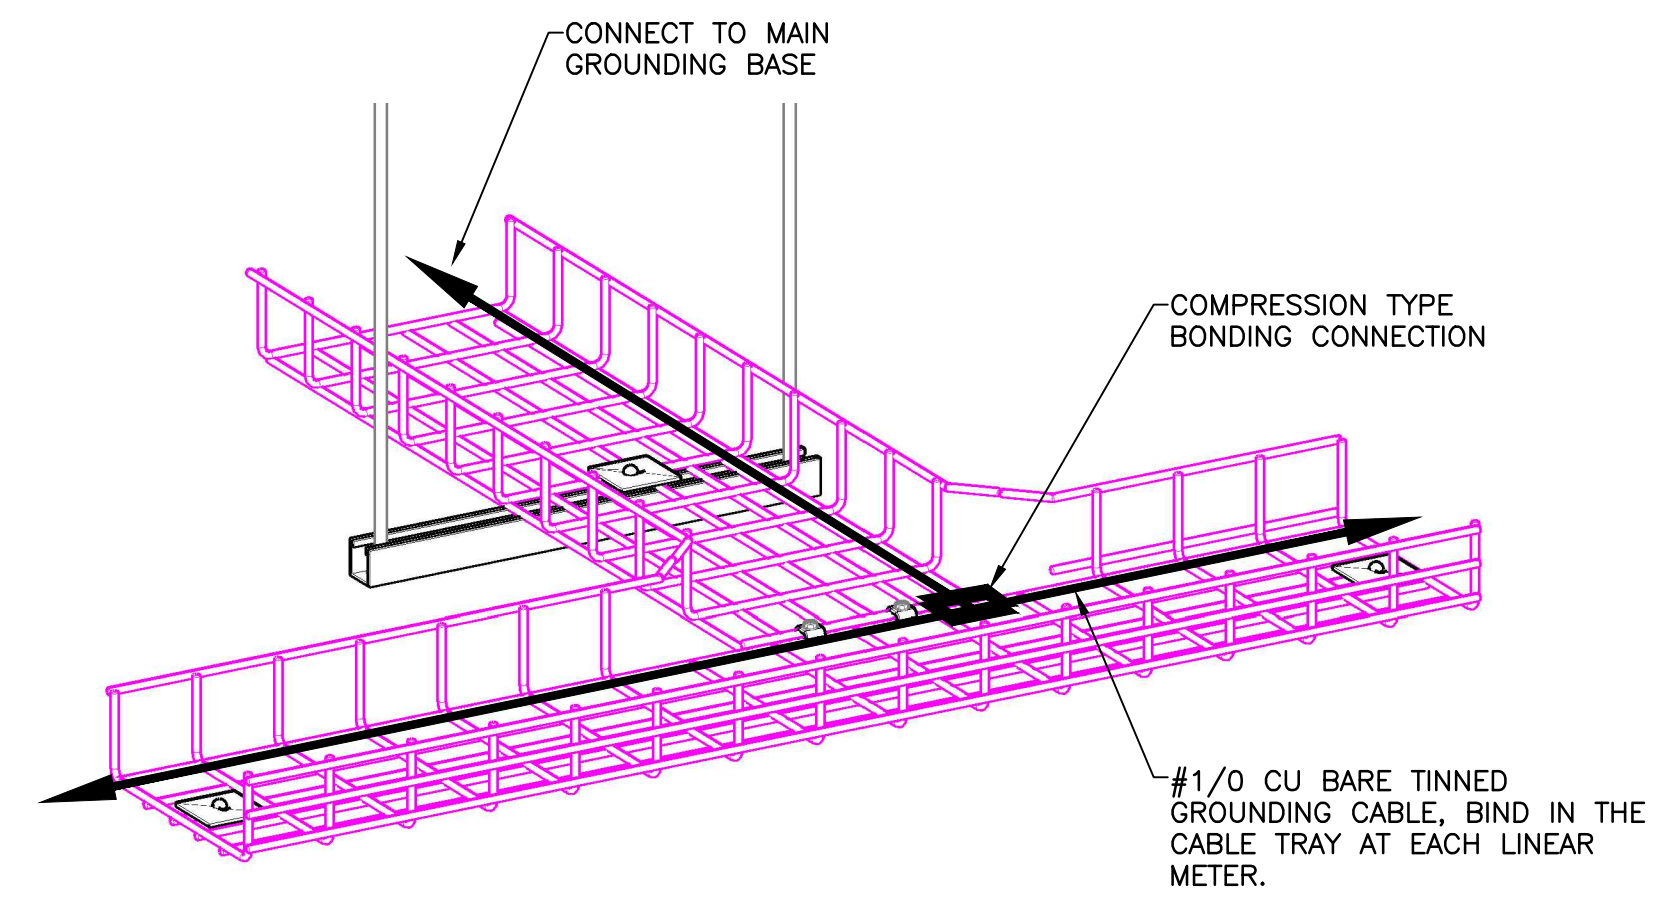 CONNECT TO MAIN
GROUNDING BASE
COMPRESSION TYPE
BONDING CONNECTION
#1/0 CU BARE TINNED
GROUNDING CABLE, BIND IN THE
CABLE TRAY AT EACH LINEAR
METER.